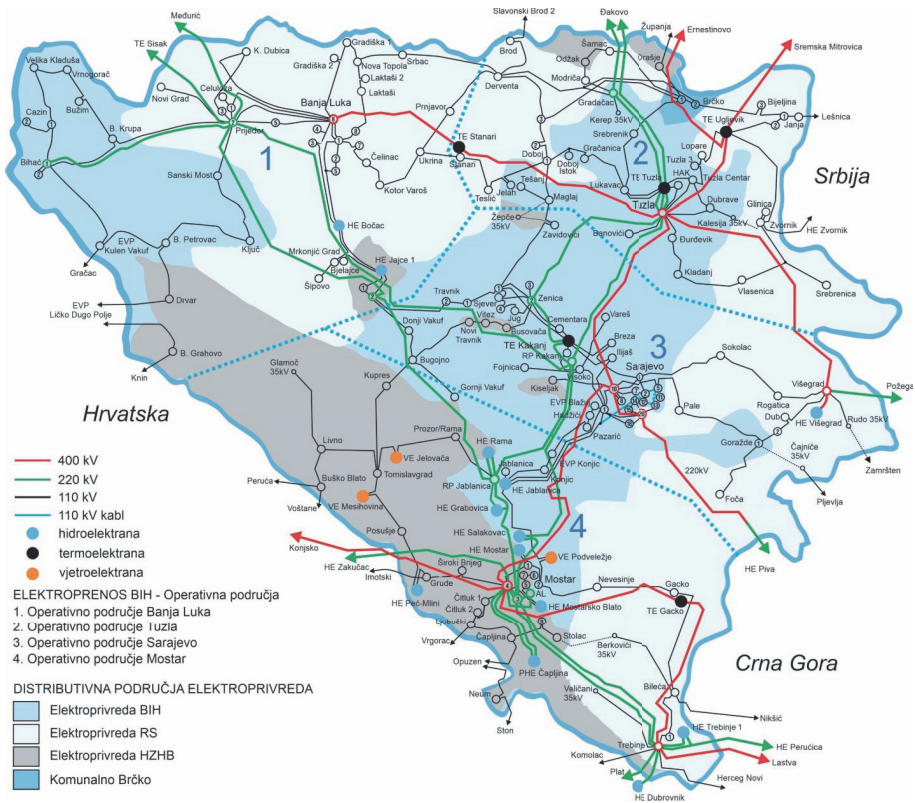 Međurić
TE Sisak
Slavonski Brod 2
Đakovo
Županja
Ernestinovo
Sremska Mitrovica
Velika Kladuša
Vrnograč
Cazin
Bužim
B. Krupa
Bihać
Novi Grad
Celuloza
K. Dubica
Prijedor
Gradiška 1
Gradiška 2
Nova Topola
Srbac
Laktaši 2
Laktaši
Banja Luka
Brod
Derventa
Prnjavor
Čelinac
Ukrina
Kotor Varoš
TE Stanari
Stanari
Šamac
Odžak
Orašje
Modriča
Gradačac
Kerep 35kV
Brčko
Srebrenik
Bijeljina
Janja
Lešnica
TE Ugljevik
Lopare
Tuzla 3
HAK
Tuzla Centar
TE Tuzla
Tuzla
Lukavac
Gračanica
Doboj
Doboj Istok
Tešanj
Jelah
Teslić
Maglaj
Žepče 35kV
Zavidovići
Banovići
Dubrave
Kalesija 35kV
Glinica
Zvornik
HE Zvornik
Đurđevik
Kladanj
Vlasenica
Srebrenica
Srbija
1
2
3
4
Sanski Most
EVP
Kulen Vakuf
B. Petrovac
Ključ
Gračac
Mrkonjić Grad
Bjelajce
Šipovo
HE Bočac
HE Jajce 1
EVP
Ličko Dugo Polje
Drvar
B. Grahovo
Knin
Glamoč
35kV
Donji Vakuf
Bugojno
Kupres
Gornji Vakuf
Travnik
Sjever
Zenica
Jug
Vitez
Novi
Travnik
Busovača
Cementara
TE Kakanj
RP Kakanj
Vareš
Breza
Ilijaš
Visoko
Fojnica
Kiseljak
Sarajevo
EVP Blažuj
Hadžići
Pazarić
Pale
Sokolac
Rogatica
Višegrad
HE Višegrad
Dub
Rudo 35kV
Požega
Zamršten
Goražde
Čajniče
35kV
Pljevlja
Foča
220kV
HE Piva
Hrvatska
Livno
Buško Blato
Peruća
Voštane
Tomislavgrad
VE Jelovača
VE Mesihovina
Posušje
Prozor/Rama
HE Rama
Jablanica
RP Jablanica
HE Jablanica
EVP Konjic
Konjic
HE Grabovica
HE Salakovac
HE Mostar
Mostar
VE Podveležje
AL
HE Mostarsko Blato
Konjsko
HE Zakučac
Imotski
Široki Brijeg
Grude
HE Peć-Mlini
Čitluk 1
Čitluk 2
Ljubuški
Vrgorac
Čapljina
Opuzen
Neum
Ston
PHE Čapljina
Stolac
Nevesinje
Gacko
TE Gacko
Berkovići
35kV
Veličani
35kV
Bileća
Nikšić
Crna Gora
HE Trebinje 1
Trebinje
HE Perućica
Lastva
Herceg Novi
Komolac
Plat
HE Dubrovnik
400 kV
220 kV
110 kV
110 kV kabl
hidroelektrana
termoelektrana
vjetroelektrana
ELEKTROPRENOS BIH - Operativna područja
1. Operativno područje Banja Luka
2. Operativno područje Tuzla
3. Operativno područje Sarajevo
4. Operativno područje Mostar
DISTRIBUTIVNA PODRUČJA ELEKTROPRIVREDA
Elektroprivreda BIH
Elektroprivreda RS
Elektroprivreda HZHB
Komunalno Brčko